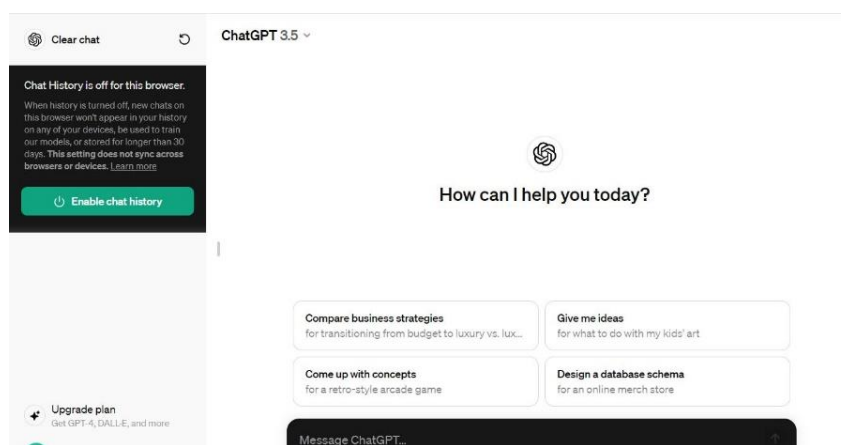 Clear chat
ChatGPT 3.5
Chat History is off for this browser.
When history is turned off, new chats on
this browser won't appear in your history
on any of your devices, be used to train
our models, or stored for longer than 30
days. This setting does not sync across
browsers or devices. Learn more
Enable chat history
How can I help you today?
Compare business strategies
for transitioning from budget to luxury vs. lux...
Give me ideas
for what to do with my kids' art
Come up with concepts
for a retro-style arcade game
Design a database schema
for an online merch store
Upgrade plan
Get GPT-4, DALL·E, and more
Message ChatGPT...